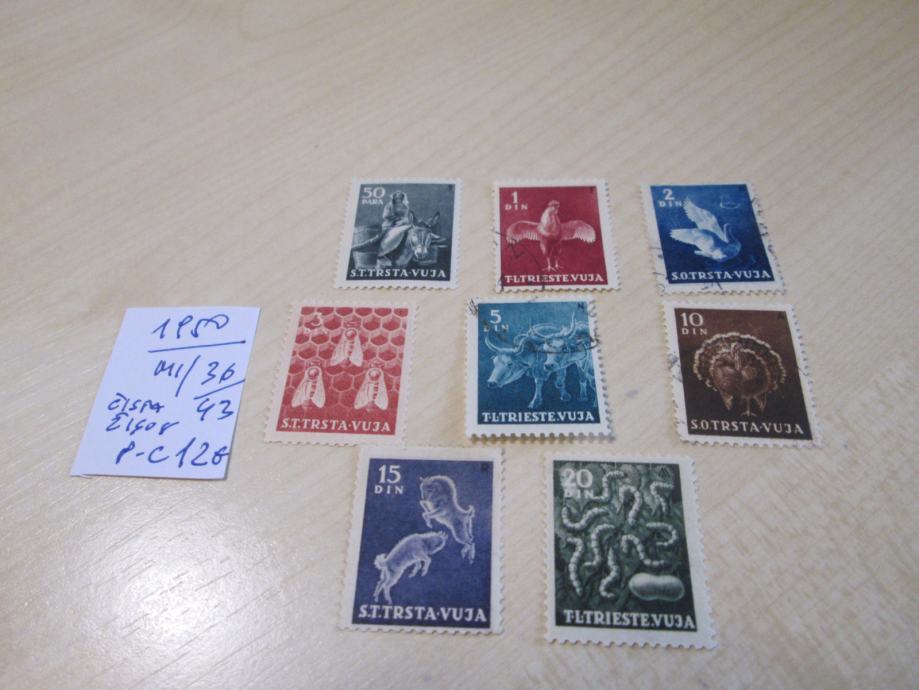 50
PARA
S.T.TRSTA·VUJA
1
DIN
T·L·TRIESTE.VUJA
2
DIN
S.O.TRSTA·VUJA
3
DIN
S.T.TRSTA·VUJA
5
DIN
T·L·TRIESTE.VUJA
10
DIN
S.O.TRSTA·VUJA
15
DIN
S.T.TRSTA·VUJA
20
DIN
T·L·TRIESTE.VUJA
1950
MI/36
43